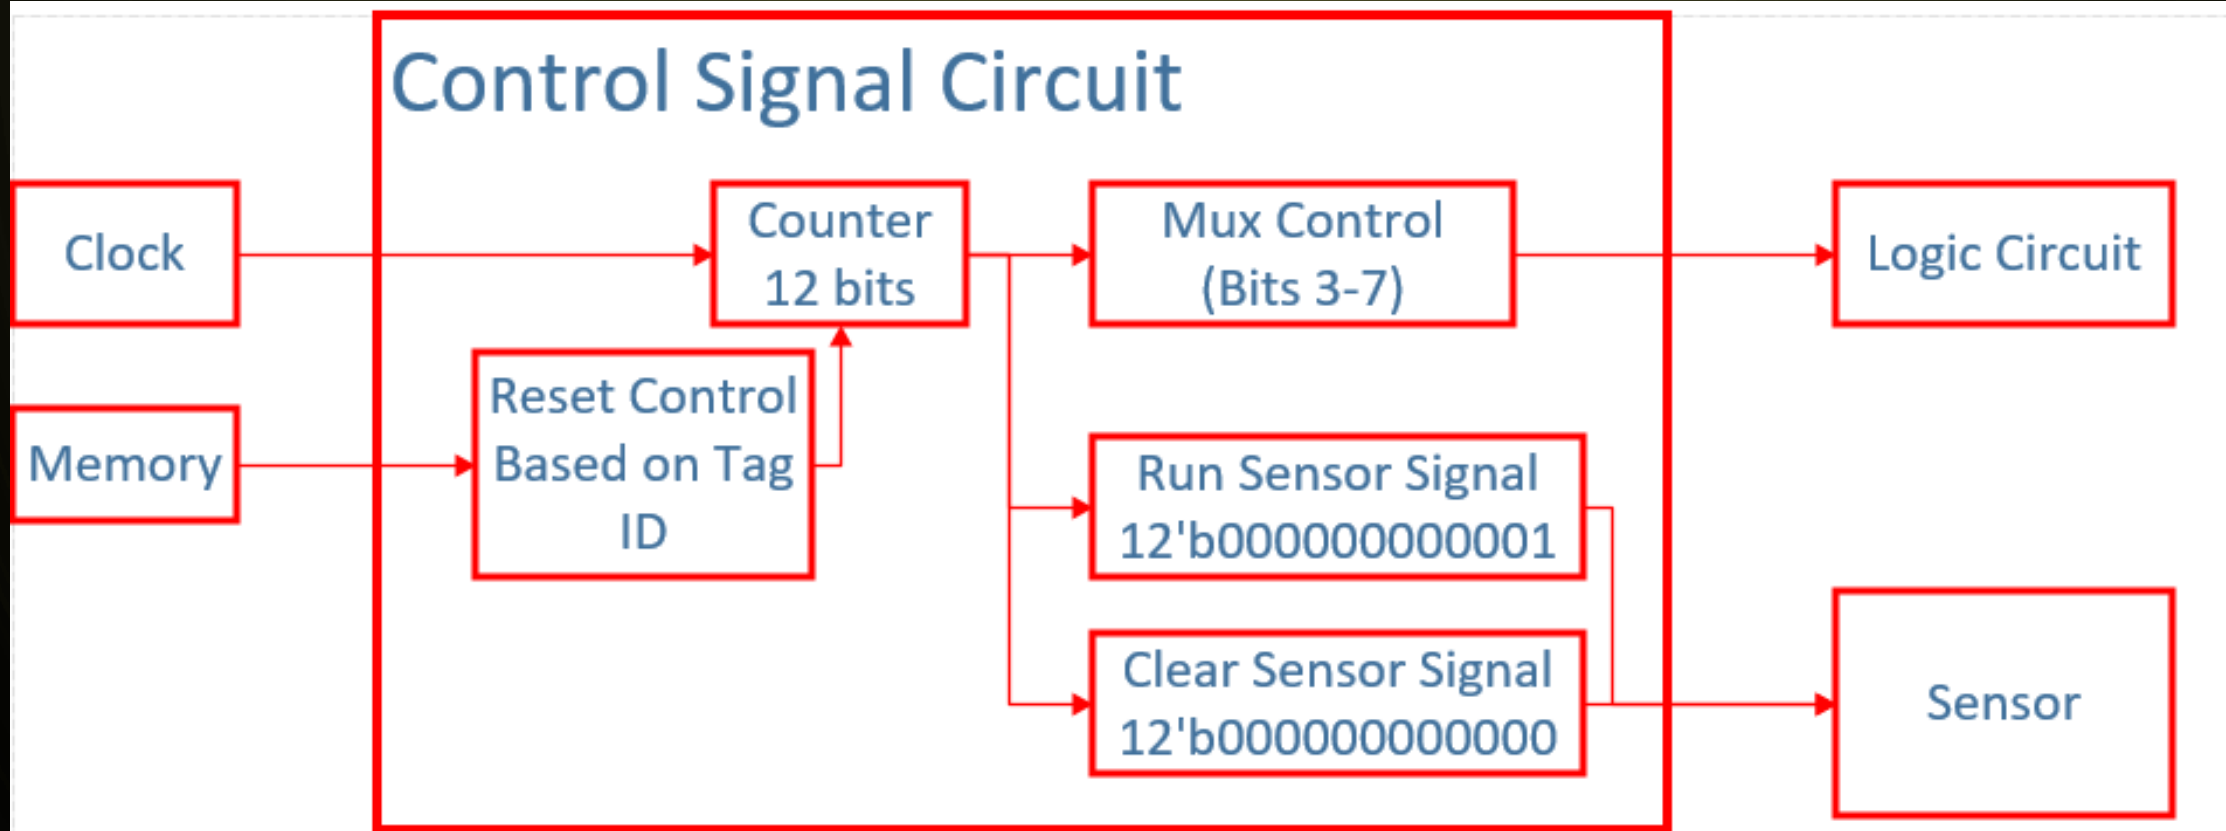 Control Signal Circuit
Clock
Counter
12 bits
Mux Control
(Bits 3-7)
Logic Circuit
Memory
Reset Control
Based on Tag
ID
Run Sensor Signal
12'b000000000001
Clear Sensor Signal
12'b000000000000
Sensor